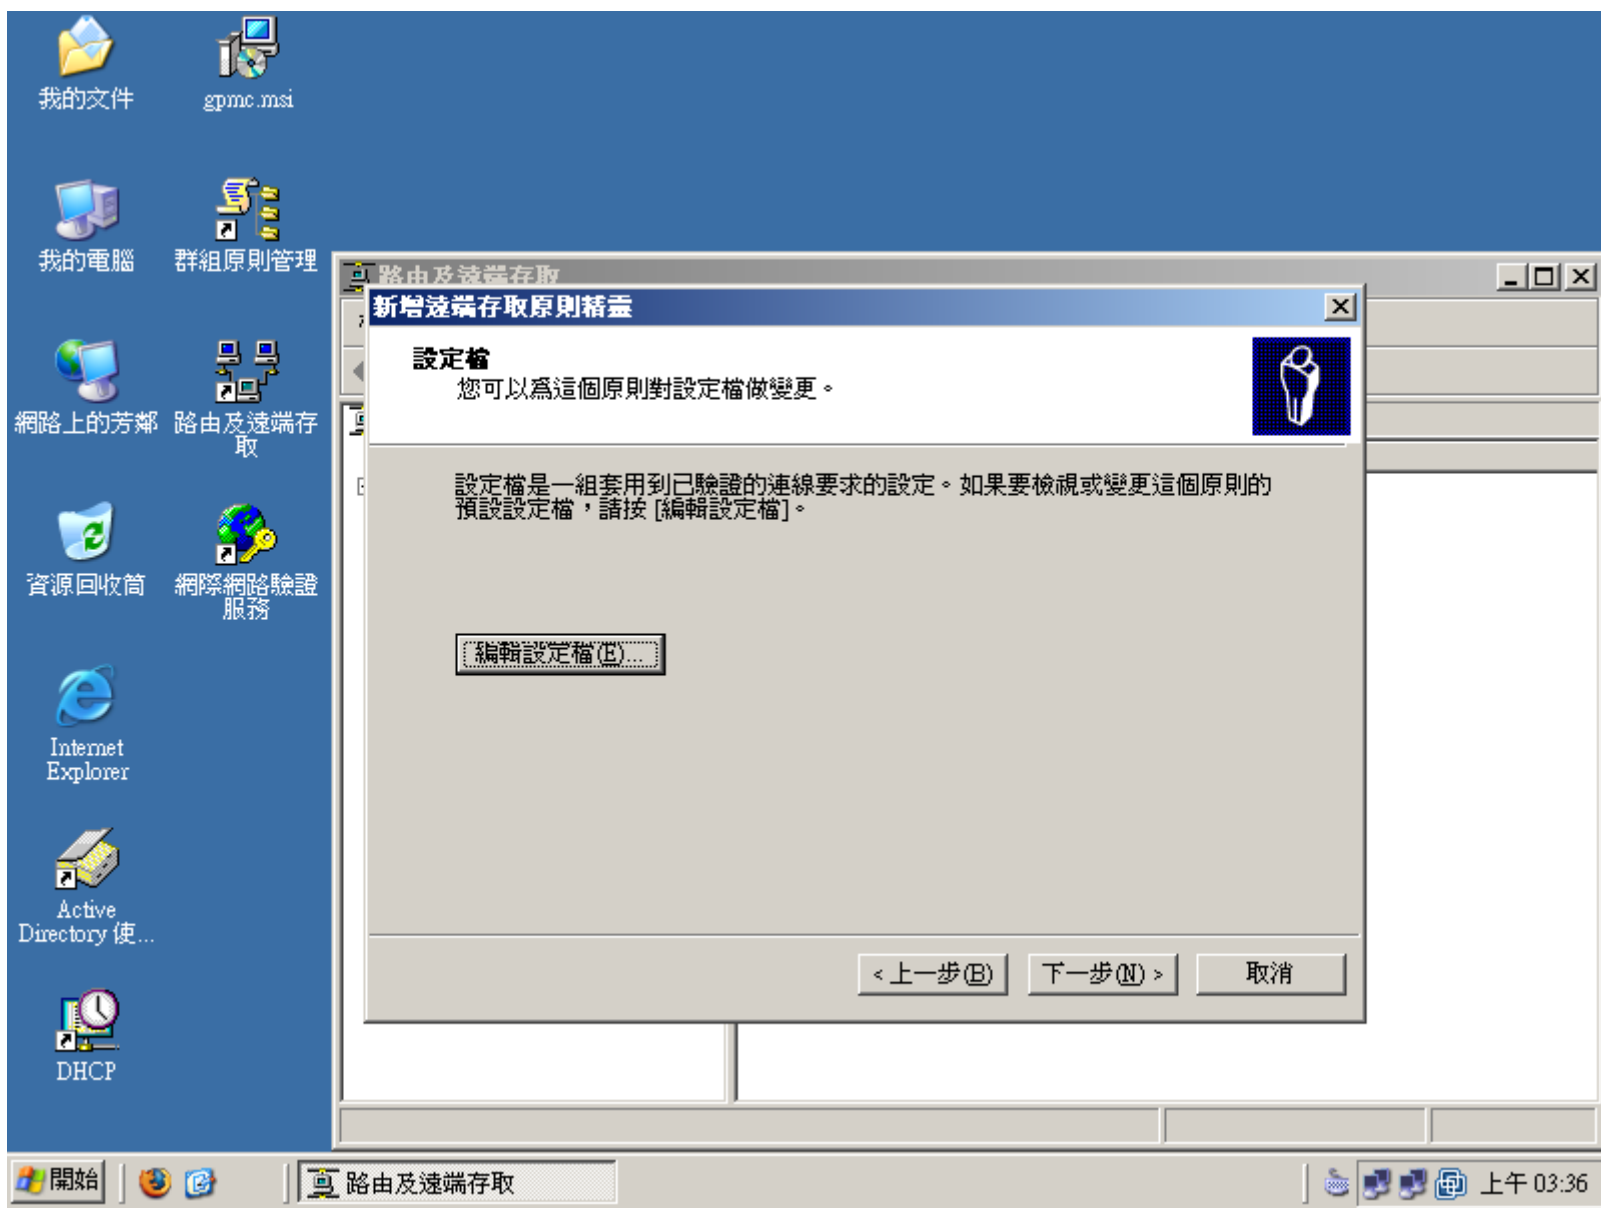 我的文件
gpmc.msi
我的電腦
群組原則管理
網路上的芳鄰
路由及遠端存
取
資源回收筒
網際網路驗證
服務
Internet
Explorer
Active
Directory 使...
DHCP
路由及遠端存取
新增遠端存取原則精靈
設定檔
您可以為這個原則對設定檔做變更。
設定檔是一組套用到已驗證的連線要求的設定。如果要檢視或變更這個原則的
預設設定檔，請按 [編輯設定檔]。
編輯設定檔(E)...
< 上一步(B)
下一步(N) >
取消
開始
路由及遠端存取
上午 03:36